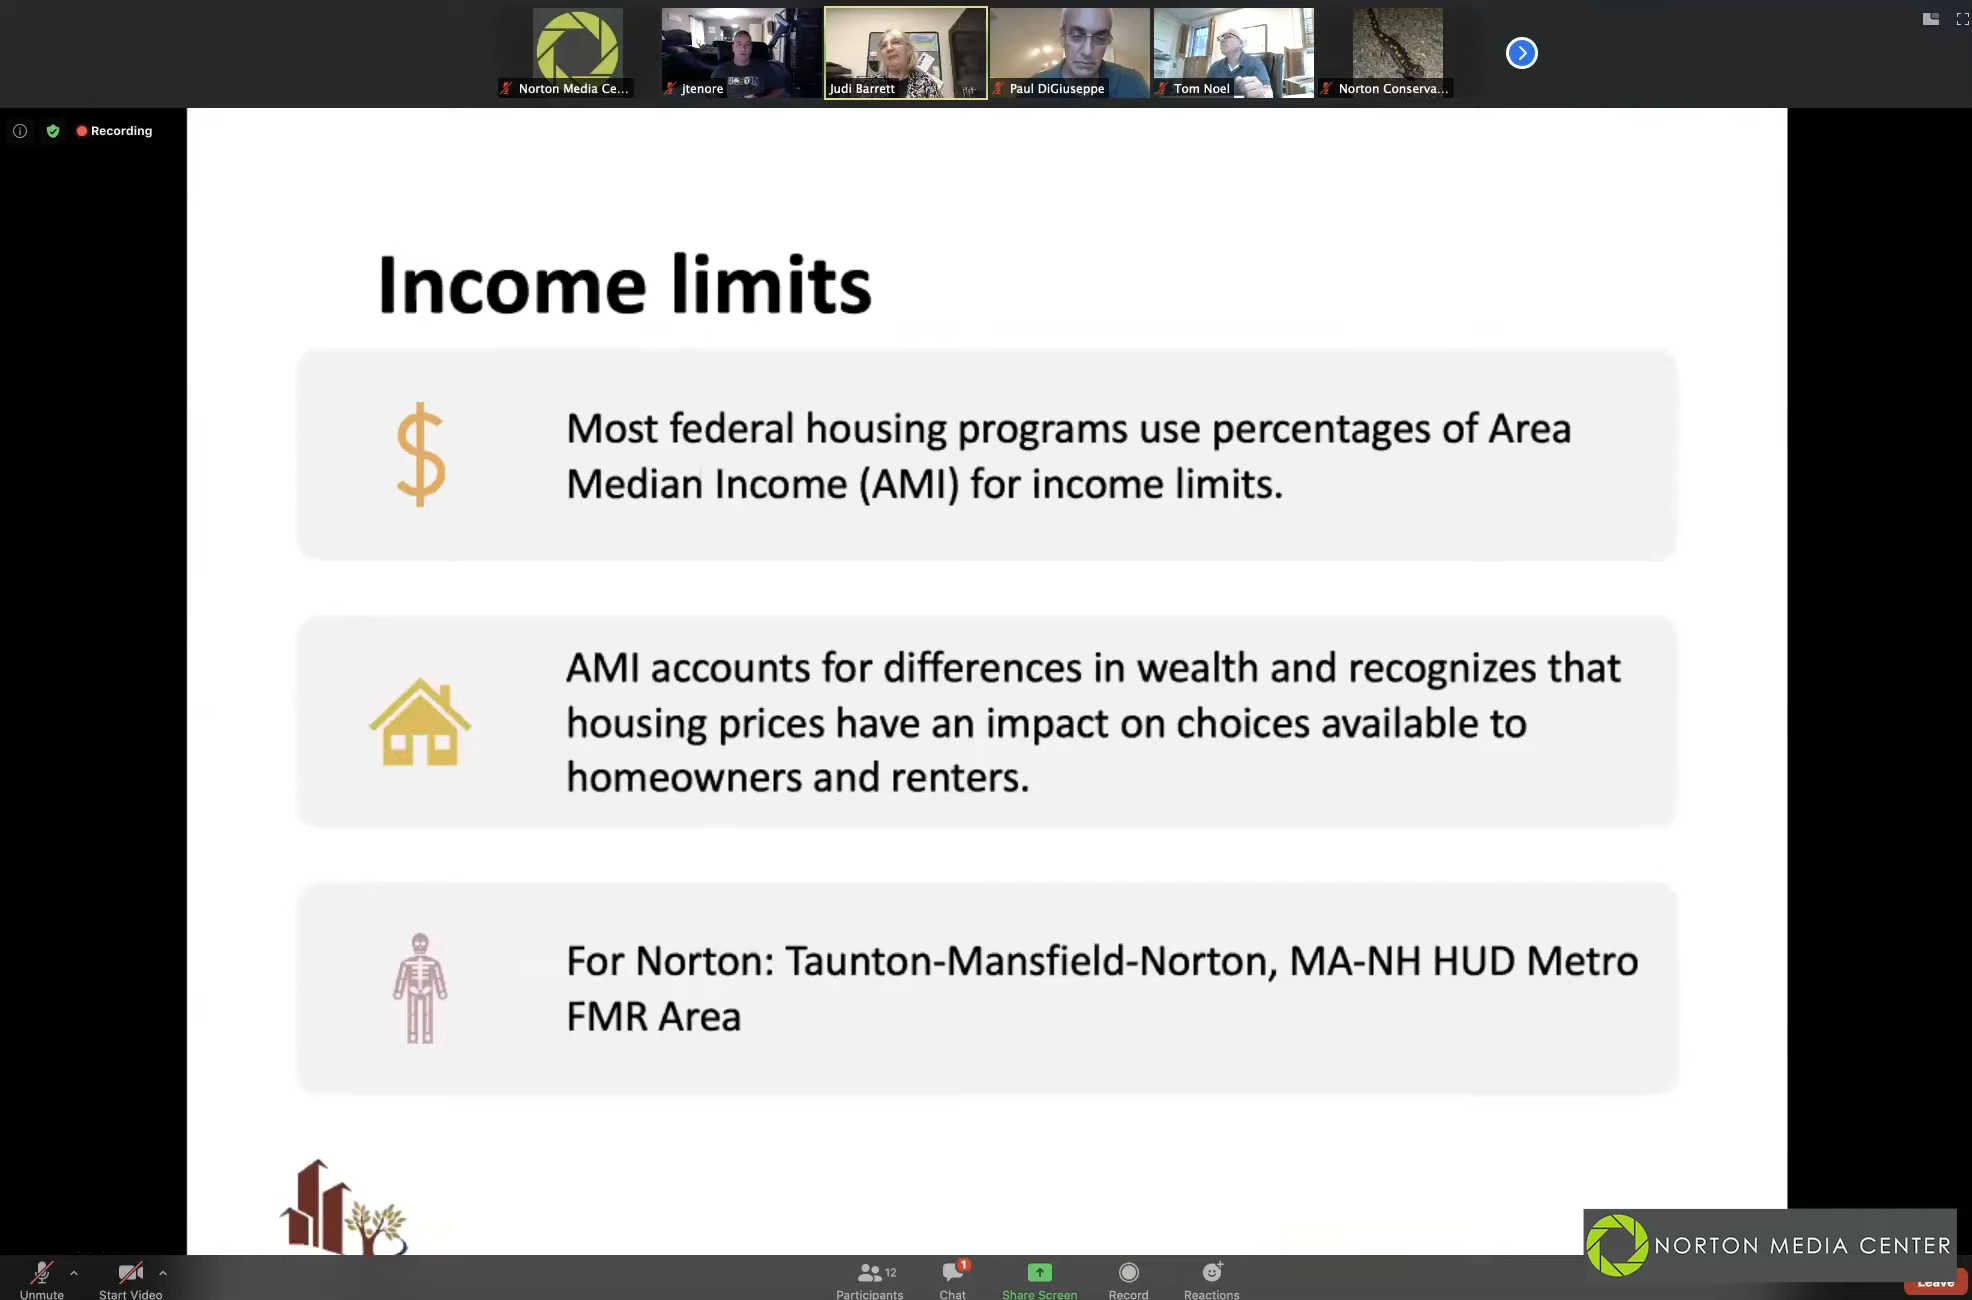 Norton Media Ce...
jtenore
Judi Barrett
Paul DiGiuseppe
Tom Noel
Norton Conserva...
Recording
Income limits
$
Most federal housing programs use percentages of Area
Median Income (AMI) for income limits.
AMI accounts for differences in wealth and recognizes that
housing prices have an impact on choices available to
homeowners and renters.
For Norton: Taunton-Mansfield-Norton, MA-NH HUD Metro
FMR Area
NORTON MEDIA CENTER
Unmute
Start Video
12
Participants
1
Chat
Share Screen
Record
Reactions
Leave